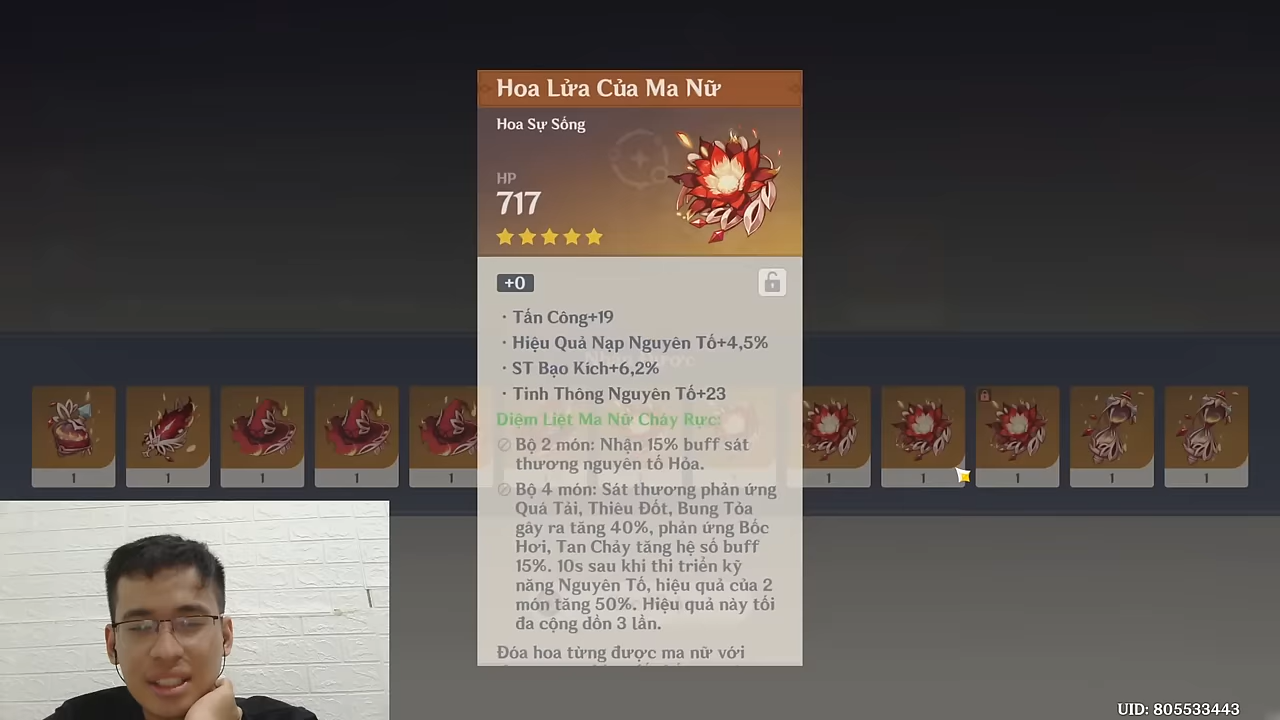 Hoa Lửa Của Ma Nữ
Hoa Sự Sống
HP
717
+0
· Tấn Công+19
· Hiệu Quả Nạp Nguyên Tố+4,5%
· ST Bạo Kích+6,2%
· Tinh Thông Nguyên Tố+23
Diệm Liệt Ma Nữ Cháy Rực:
Bộ 2 món: Nhận 15% buff sát
thương nguyên tố Hỏa.
Bộ 4 món: Sát thương phản ứng
Quá Tải, Thiêu Đốt, Bung Tỏa
gây ra tăng 40%, phản ứng Bốc
Hơi, Tan Chảy tăng hệ số buff
15%. 10s sau khi thi triển kỹ
năng Nguyên Tố, hiệu quả của 2
món tăng 50%. Hiệu quả này tối
đa cộng dồn 3 lần.
Đóa hoa từng được ma nữ với
1 1 1 1 1 1 1 1 1 1
UID: 805533443